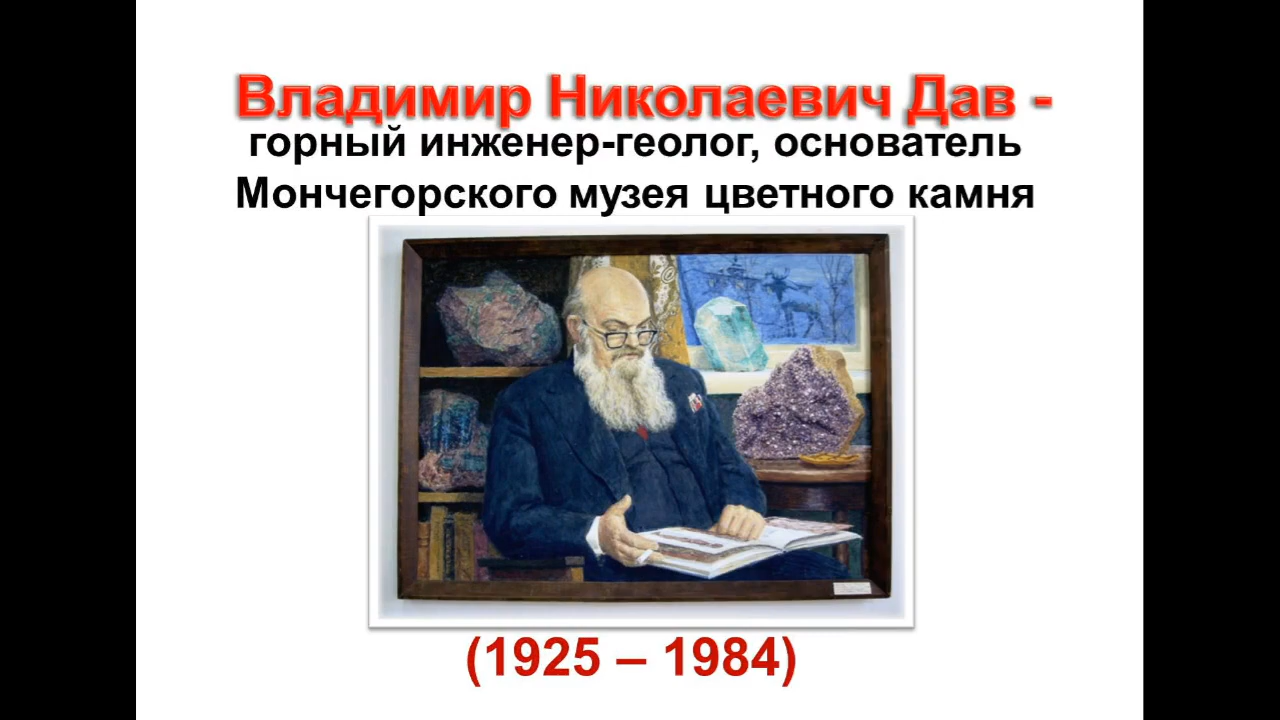 Владимир Николаевич Дав -
горный инженер-геолог, основатель
Мончегорского музея цветного камня
(1925 – 1984)